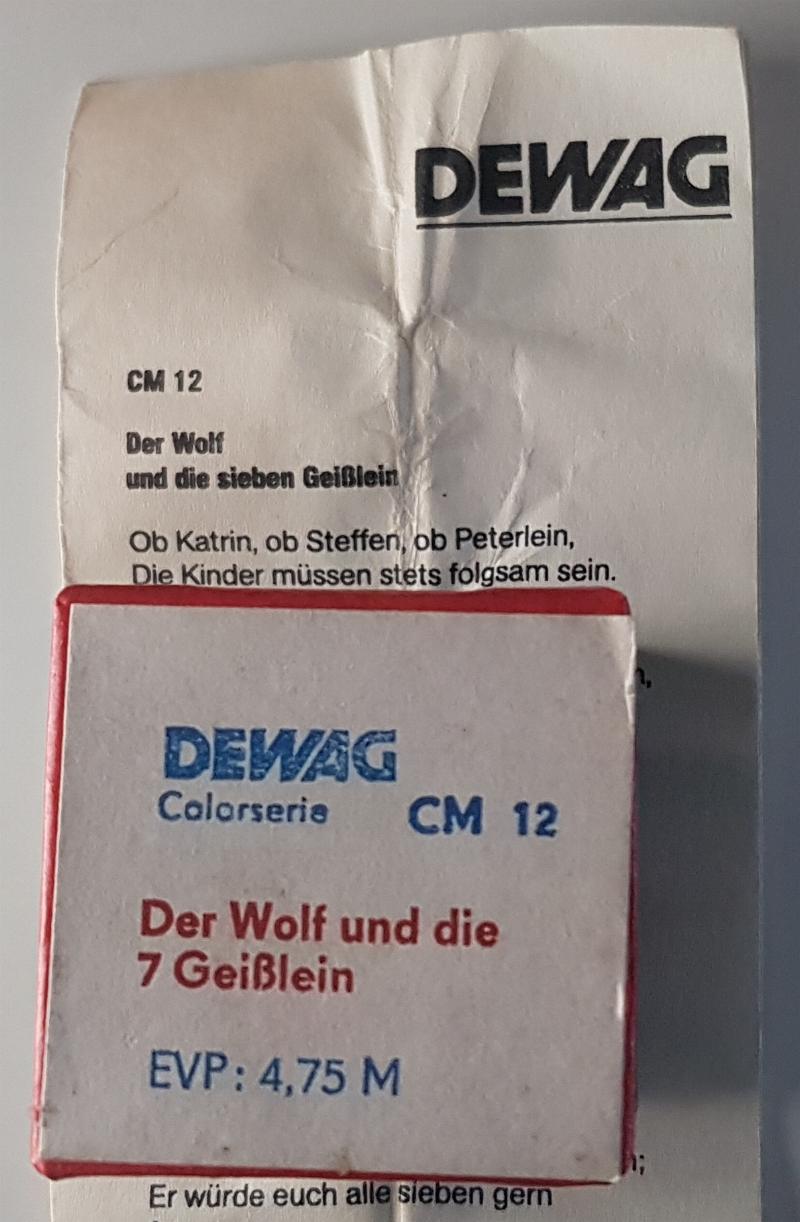 DEWAG
CM 12
Der Wolf
und die sieben Geißlein
Ob Katrin, ob Steffen, ob Peterlein,
Die Kinder müssen stets folgsam sein.
DEWAG
Colorserie CM 12
Der Wolf und die
7 Geißlein
EVP: 4,75 M
Er würde euch alle sieben gern